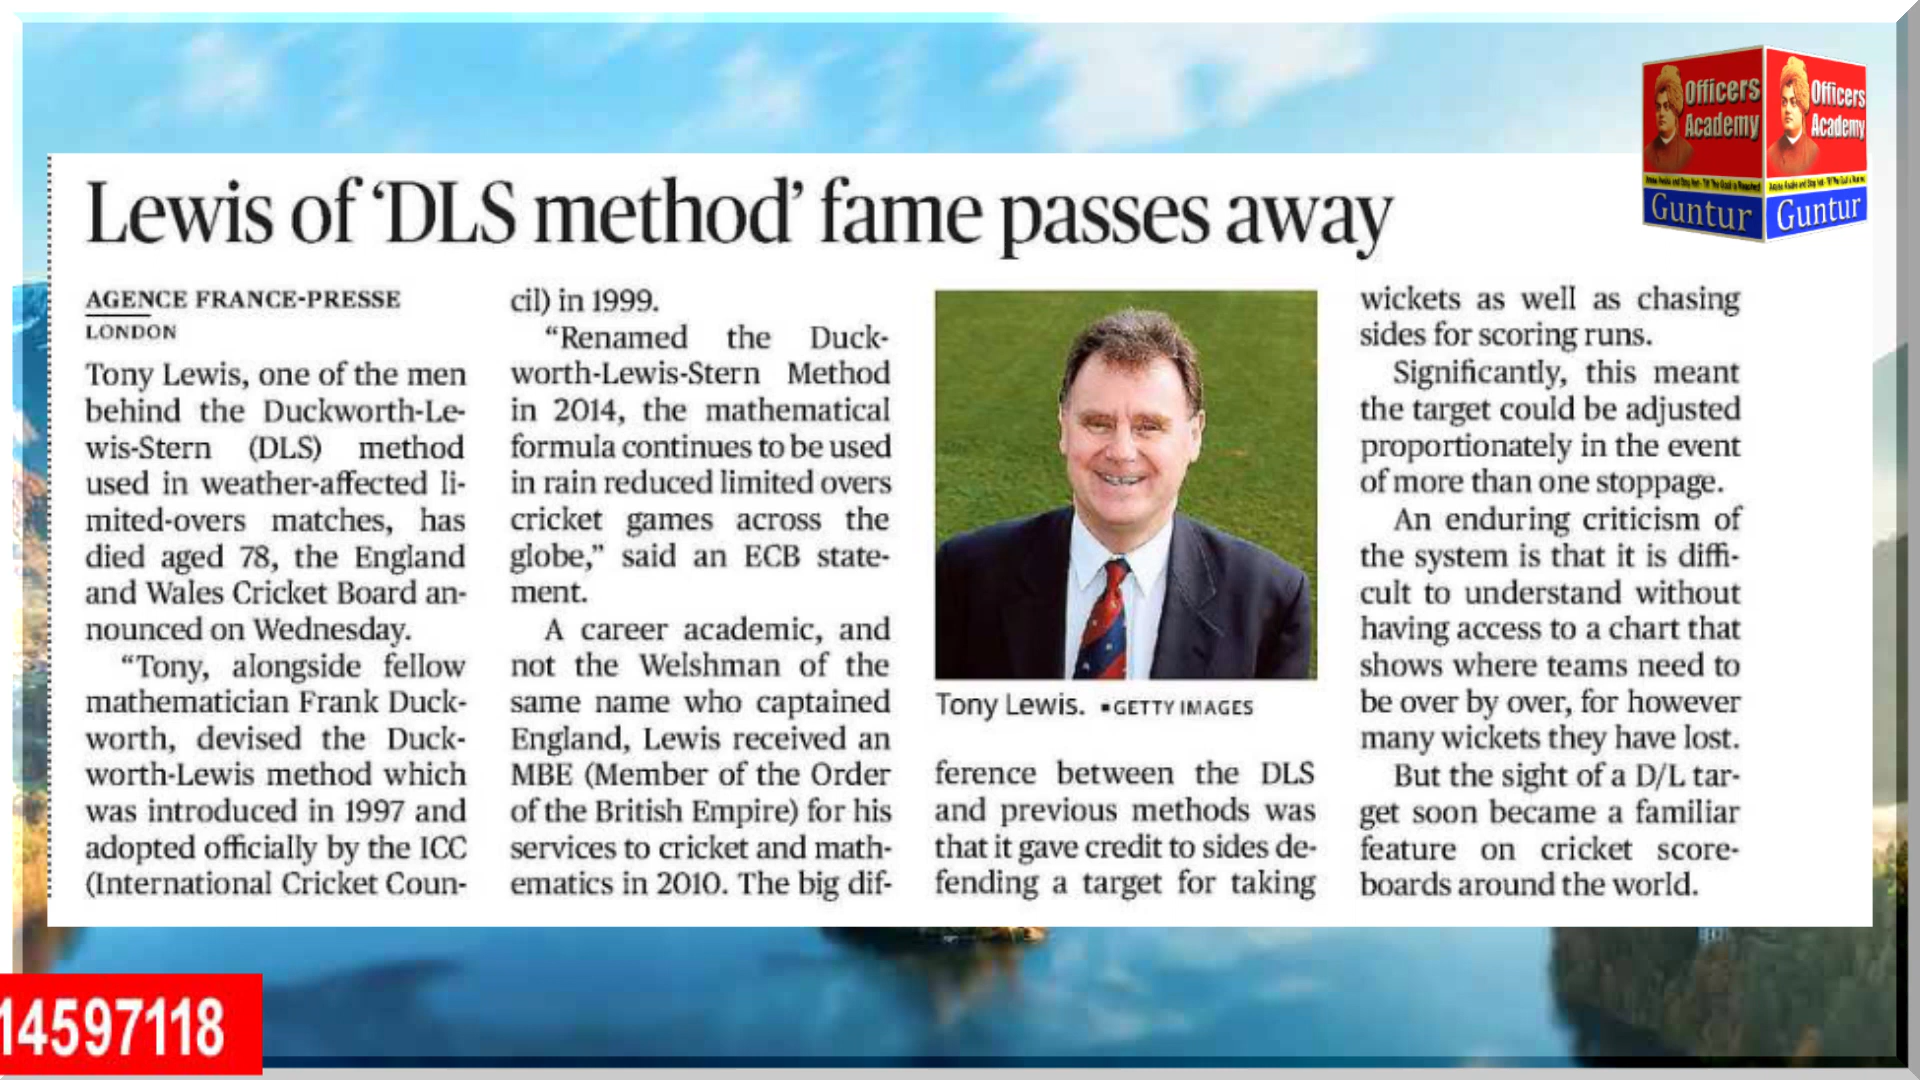 Officers
Academy
Guntur
Officers
Academy
Guntur
Lewis of ‘DLS method’ fame passes away
AGENCE FRANCE-PRESSE
LONDON
Tony Lewis, one of the men
behind the Duckworth-Le-
wis-Stern (DLS) method
used in weather-affected li-
mited-overs matches, has
died aged 78, the England
and Wales Cricket Board an-
nounced on Wednesday.
“Tony, alongside fellow
mathematician Frank Duck-
worth, devised the Duck-
worth-Lewis method which
was introduced in 1997 and
adopted officially by the ICC
(International Cricket Coun-
cil) in 1999.
“Renamed the Duck-
worth-Lewis-Stern Method
in 2014, the mathematical
formula continues to be used
in rain reduced limited overs
cricket games across the
globe,” said an ECB state-
ment.
A career academic, and
not the Welshman of the
same name who captained
England, Lewis received an
MBE (Member of the Order
of the British Empire) for his
services to cricket and math-
ematics in 2010. The big dif-
Tony Lewis. ▪GETTY IMAGES
ference between the DLS
and previous methods was
that it gave credit to sides de-
fending a target for taking
wickets as well as chasing
sides for scoring runs.
Significantly, this meant
the target could be adjusted
proportionately in the event
of more than one stoppage.
An enduring criticism of
the system is that it is diffi-
cult to understand without
having access to a chart that
shows where teams need to
be over by over, for however
many wickets they have lost.
But the sight of a D/L tar-
get soon became a familiar
feature on cricket score-
boards around the world.
14597118